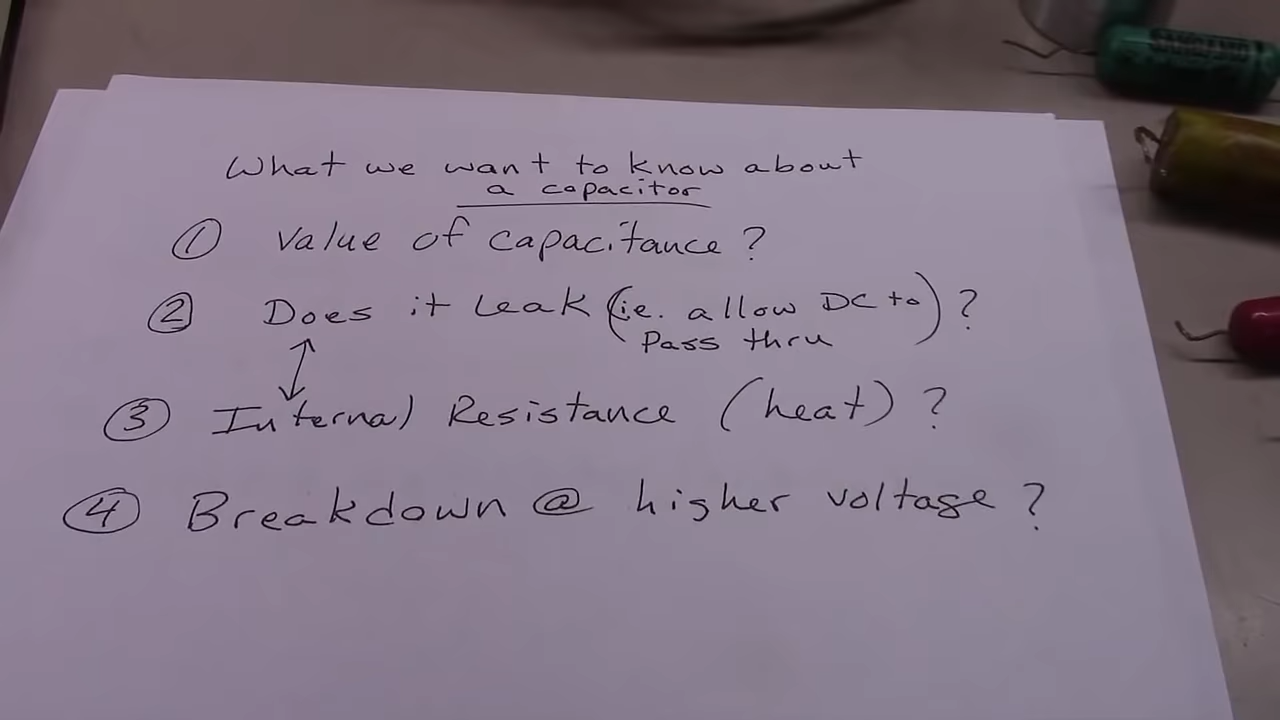 What we want to know about
a capacitor
① Value of capacitance?
② Does it Leak (ie. allow DC to
Pass thru)?
③ Internal Resistance (heat)?
④ Breakdown @ higher voltage?